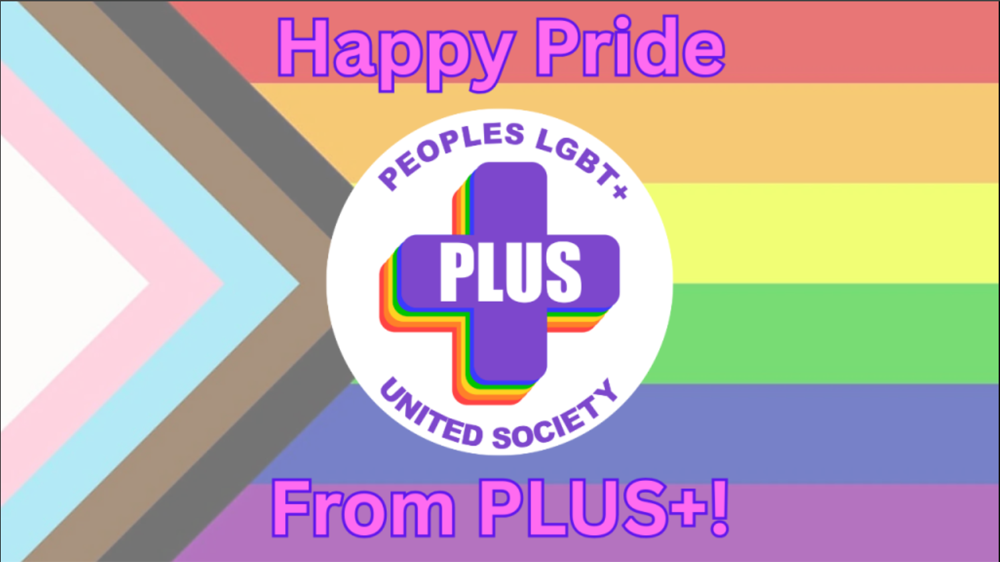 Happy Pride
PEOPLES LGBT+
PLUS
UNITED SOCIETY
From PLUS+!